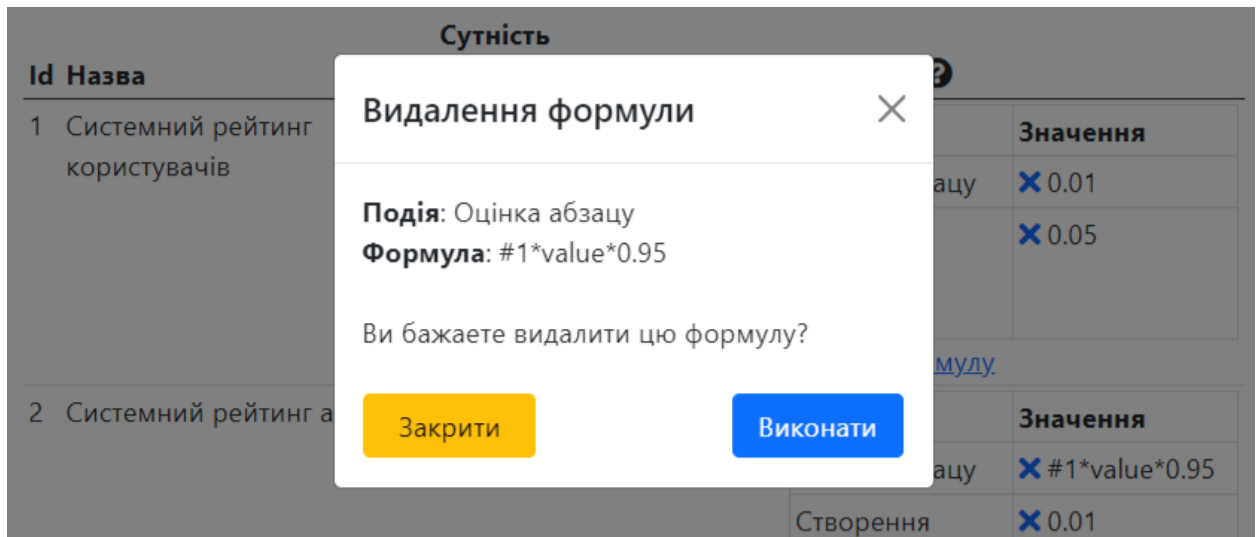 Сутність
Id Назва
1 Системний рейтинг
користувачів
Значення
ацу 0.01
0.05
мулу
Видалення формули
Подія: Оцінка абзацу
Формула: #1*value*0.95
Ви бажаете видалити цю формулу?
Закрити Виконати
2 Системний рейтинг а
Значення
ацу #1*value*0.95
Створення 0.01